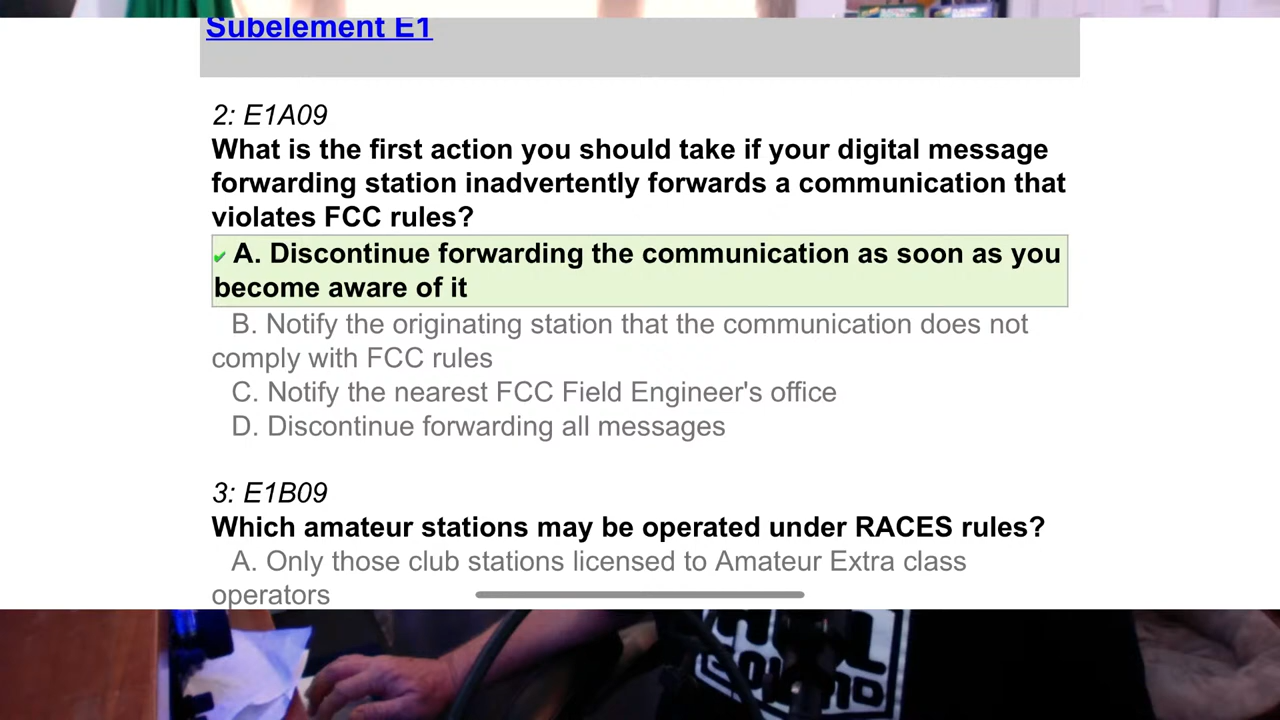 Subelement E1
2: E1A09
What is the first action you should take if your digital message
forwarding station inadvertently forwards a communication that
violates FCC rules?
✔ A. Discontinue forwarding the communication as soon as you
become aware of it
B. Notify the originating station that the communication does not
comply with FCC rules
C. Notify the nearest FCC Field Engineer's office
D. Discontinue forwarding all messages
3: E1B09
Which amateur stations may be operated under RACES rules?
A. Only those club stations licensed to Amateur Extra class
operators